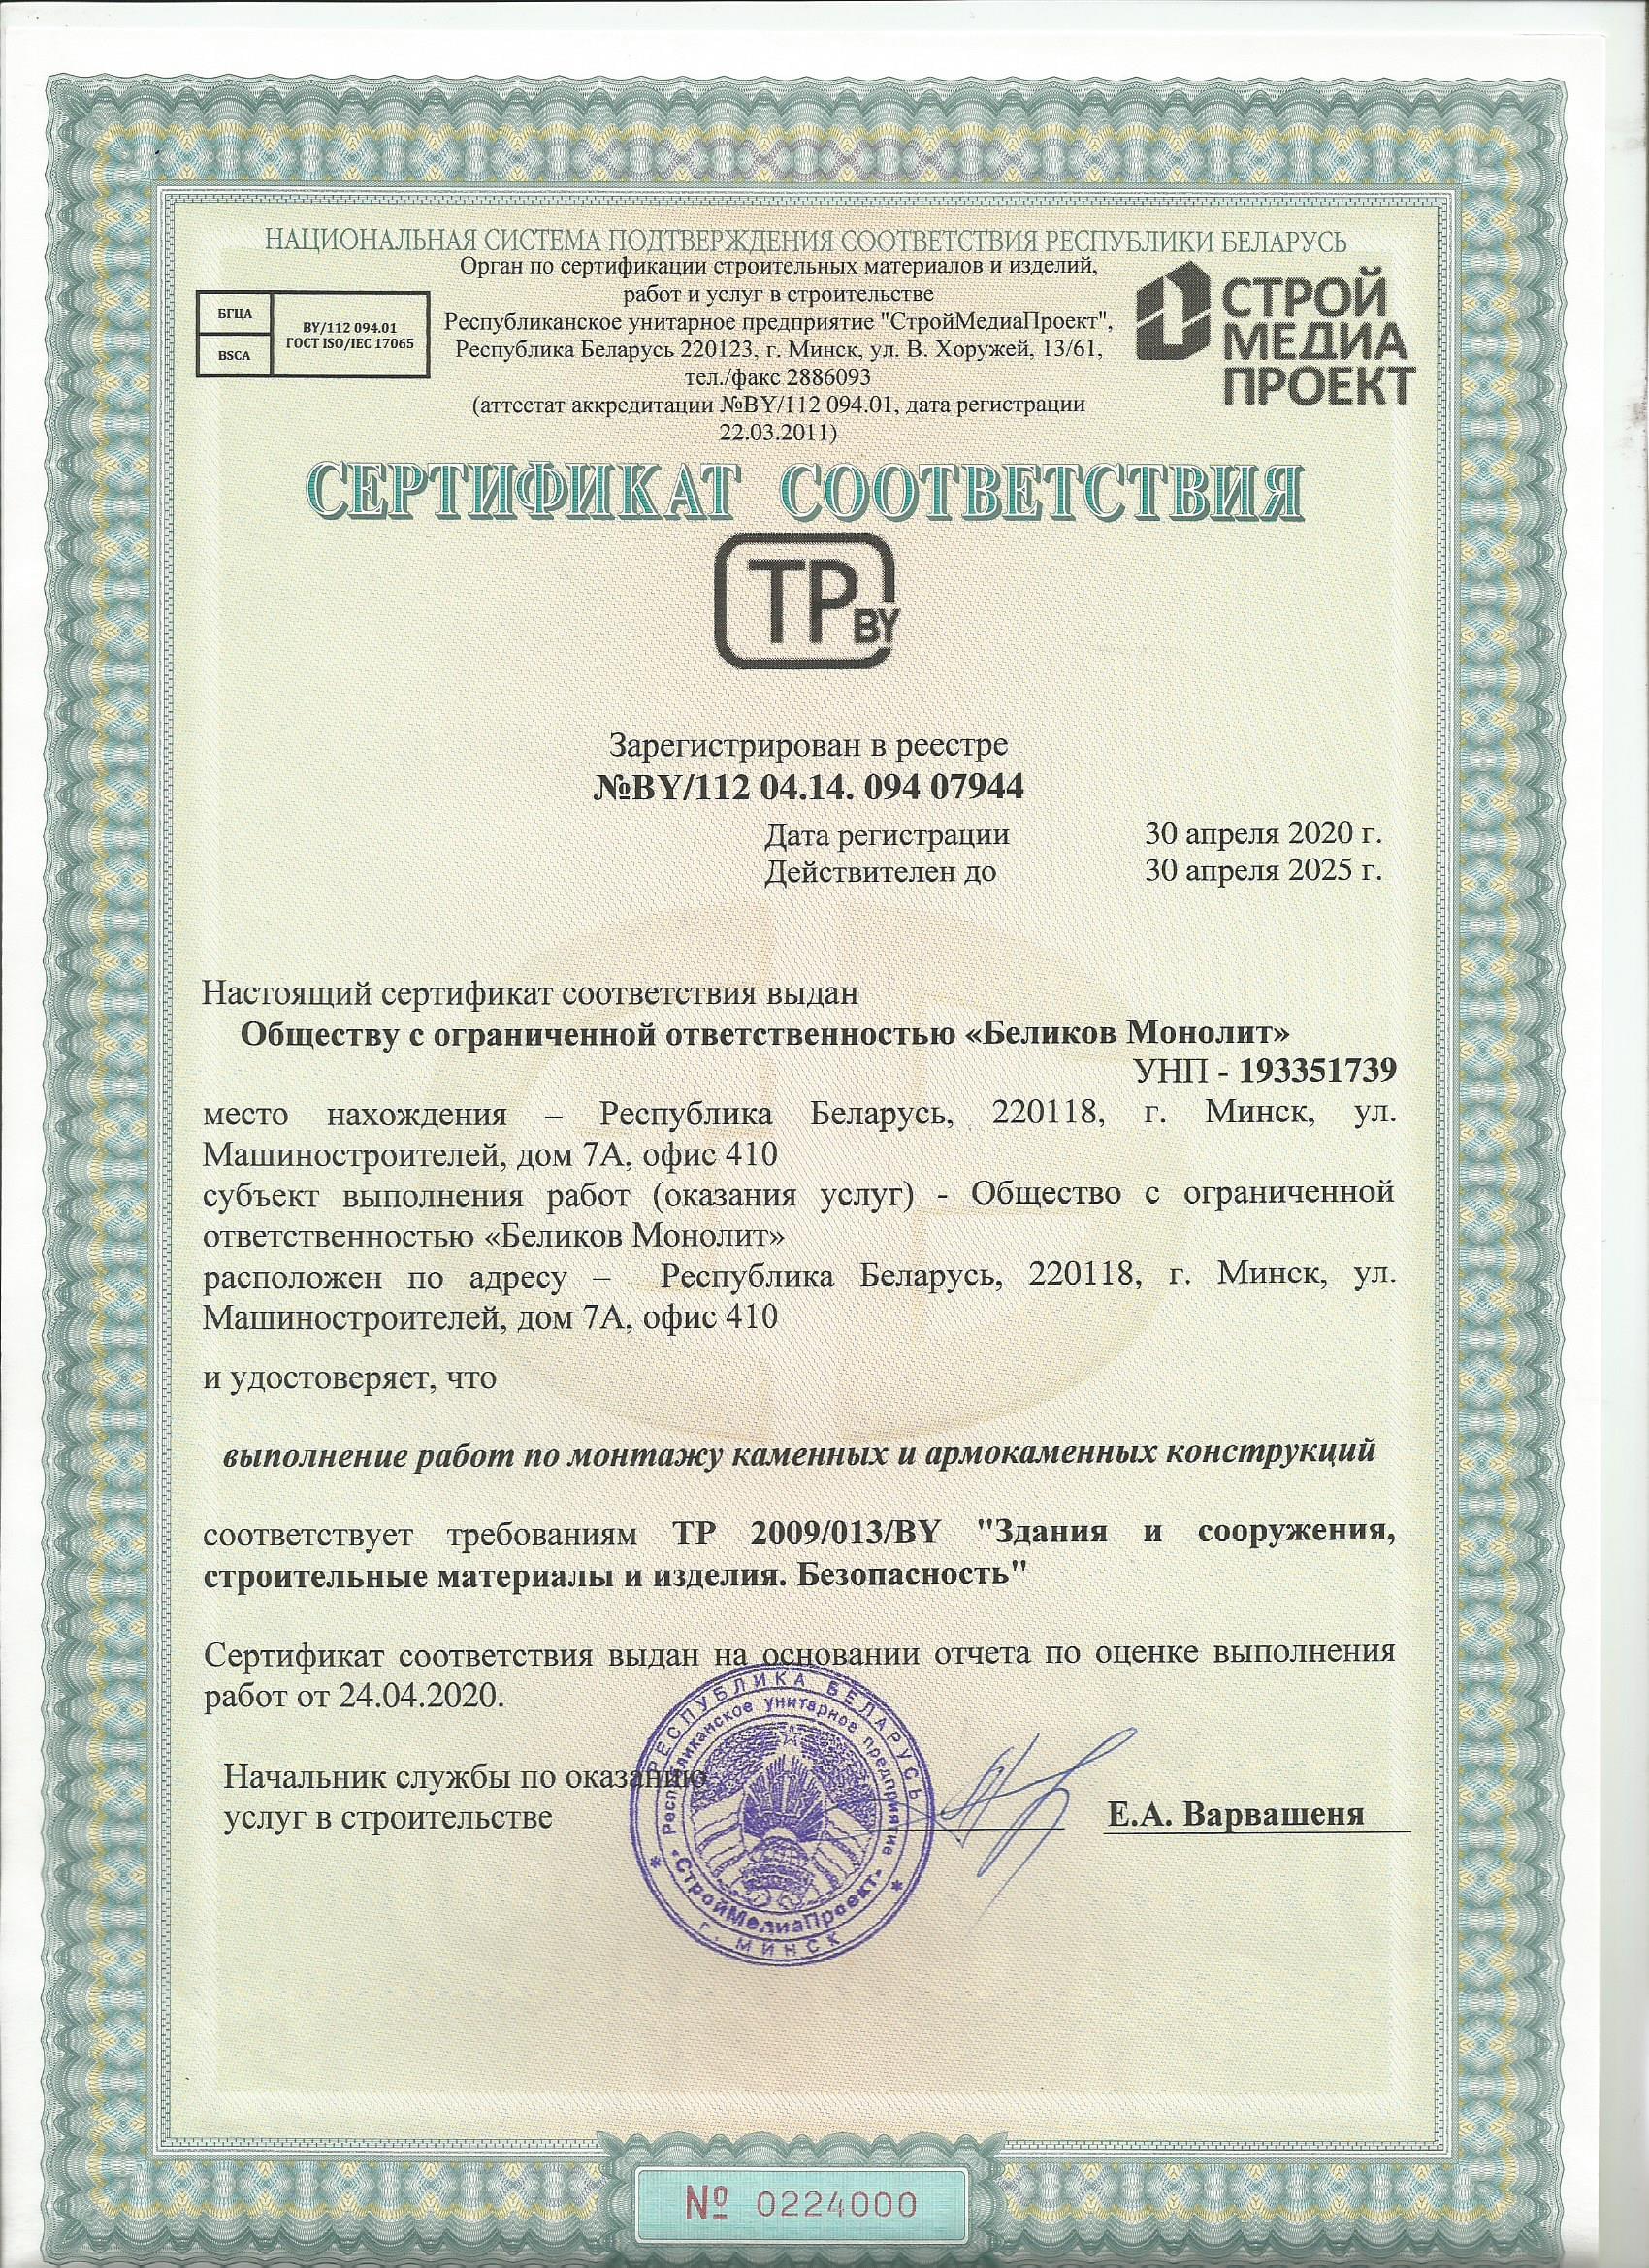 НАЦИОНАЛЬНАЯ СИСТЕМА ПОДТВЕРЖДЕНИЯ СООТВЕТСТВИЯ РЕСПУБЛИКИ БЕЛАРУСЬ
Орган по сертификации строительных материалов и изделий,
работ и услуг в строительстве
Республиканское унитарное предприятие "СтройМедиаПроект",
Республика Беларусь 220123, г. Минск, ул. В. Хоружей, 13/61,
тел./факс 2886093
(аттестат аккредитации №BY/112 094.01, дата регистрации
22.03.2011)
БГЦА
BSCA
BY/112 094.01
ГОСТ ISO/IEC 17065
СТРОЙ
МЕДИА
ПРОЕКТ
СЕРТИФИКАТ СООТВЕТСТВИЯ
ТР BY
Зарегистрирован в реестре
№BY/112 04.14. 094 07944
Дата регистрации 30 апреля 2020 г.
Действителен до 30 апреля 2025 г.
Настоящий сертификат соответствия выдан
Обществу с ограниченной ответственностью «Беликов Монолит»
УНП - 193351739
место нахождения – Республика Беларусь, 220118, г. Минск, ул.
Машиностроителей, дом 7А, офис 410
субъект выполнения работ (оказания услуг) - Общество с ограниченной
ответственностью «Беликов Монолит»
расположен по адресу – Республика Беларусь, 220118, г. Минск, ул.
Машиностроителей, дом 7А, офис 410
и удостоверяет, что
выполнение работ по монтажу каменных и армокаменных конструкций
соответствует требованиям ТР 2009/013/BY "Здания и сооружения,
строительные материалы и изделия. Безопасность"
Сертификат соответствия выдан на основании отчета по оценке выполнения
работ от 24.04.2020.
Начальник службы по оказанию
услуг в строительстве
Е.А. Варвашеня
РЕСПУБЛИКА БЕЛАРУСЬ
Республиканское унитарное предприятие
«СтройМедиаПроект»
г. МИНСК
№ 0224000